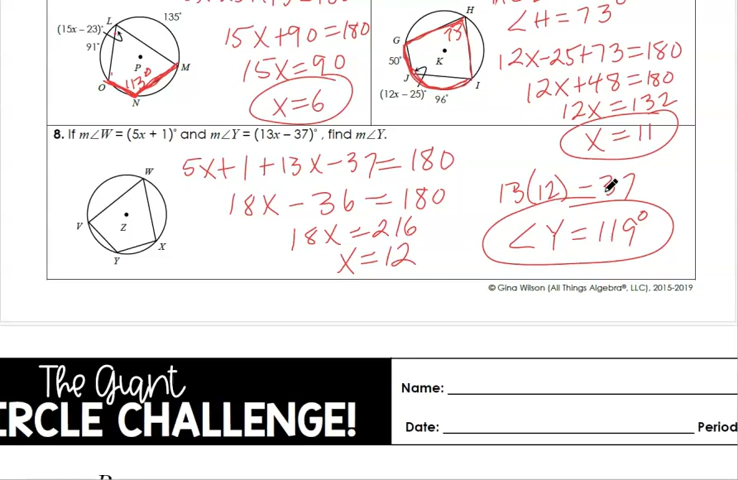 135°
(15x – 23)°
L
91°
P
M
O
113°
N
15x+90=180
15x=90
x=6
H
∠H=73°
G
73°
50°
K
J
I
(12x – 25)°
96°
12x-25+73=180
12x+48=180
12x=132
x=11
8. If m∠W = (5x + 1)° and m∠Y = (13x – 37)°, find m∠Y.
W
V
Z
X
Y
5x+1+13x-37=180
18x-36=180
18x=216
x=12
13(12)-37
∠Y=119°
© Gina Wilson (All Things Algebra®, LLC), 2015-2019
The Giant
IRCLE CHALLENGE!
Name:
Date:
Period